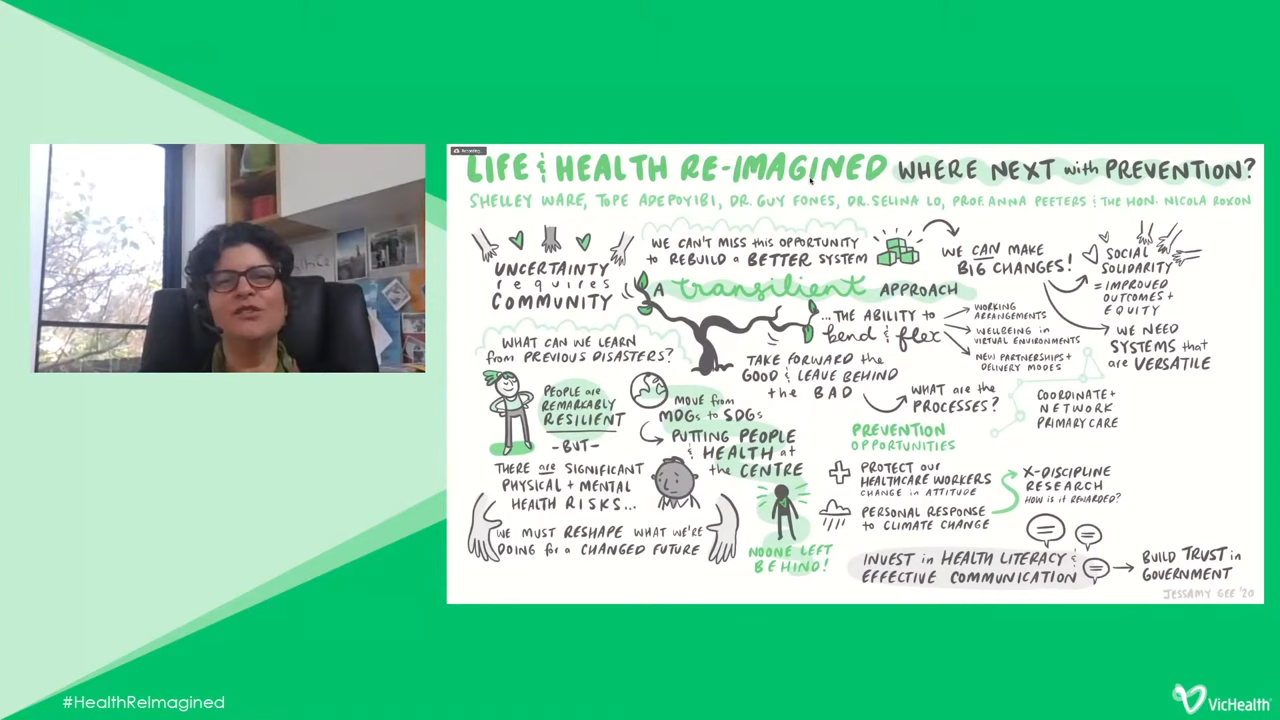 Recording...
LIFE & HEALTH RE-IMAGINED WHERE NEXT with PREVENTION?
SHELLEY WARE, TOPE ADEPOYIBI, DR. GUY FONES, DR. SELINA LO, PROF. ANNA PEETERS & THE HON. NICOLA ROXON
UNCERTAINTY
requires
COMMUNITY
WE CAN'T MISS this OPPORTUNITY
to REBUILD a BETTER SYSTEM
WE CAN MAKE
BIG CHANGES!
SOCIAL
SOLIDARITY
= IMPROVED
OUTCOMES +
EQUITY
A transilient APPROACH
...THE ABILITY to
bend & flex
WORKING
ARRANGEMENTS
WELLBEING in
VIRTUAL ENVIRONMENTS
NEW PARTNERSHIPS +
DELIVERY MODES
WE NEED
SYSTEMS that
are VERSATILE
WHAT CAN WE LEARN
from PREVIOUS DISASTERS?
TAKE FORWARD the
GOOD & LEAVE BEHIND
the BAD
WHAT are the
PROCESSES?
COORDINATE +
NETWORK
PRIMARY CARE
PEOPLE are
REMARKABLY
RESILIENT
-BUT-
THERE are SIGNIFICANT
PHYSICAL + MENTAL
HEALTH RISKS...
WE MUST RESHAPE WHAT WE'RE
DOING for a CHANGED FUTURE
MOVE from
MDGs to SDGs
PUTTING PEOPLE
& HEALTH at
the CENTRE
NO ONE LEFT
BEHIND!
PREVENTION
OPPORTUNITIES
PROTECT our
HEALTHCARE WORKERS
CHANGE in ATTITUDE
PERSONAL RESPONSE
to CLIMATE CHANGE
X-DISCIPLINE
RESEARCH
HOW is it REWARDED?
INVEST in HEALTH LITERACY &
EFFECTIVE COMMUNICATION
BUILD TRUST in
GOVERNMENT
JESSAMY GEE '20
#HealthReImagined
VicHealth